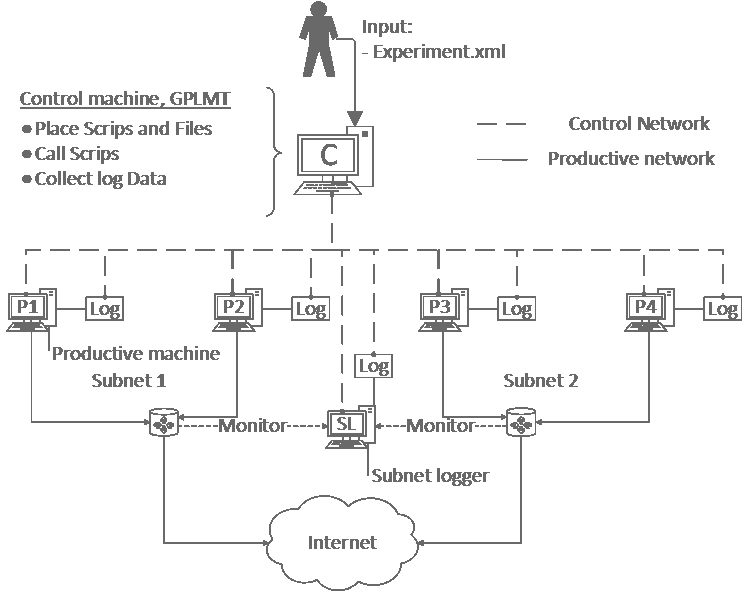 Input:
- Experiment.xml
Control machine, GPLMT
●Place Scrips and Files
●Call Scrips
●Collect log Data
C
Control Network
Productive network
P1
Log
P2
Log
P3
Log
P4
Log
Productive machine
Subnet 1
Log
Subnet 2
Monitor
SL
Monitor
Subnet logger
Internet